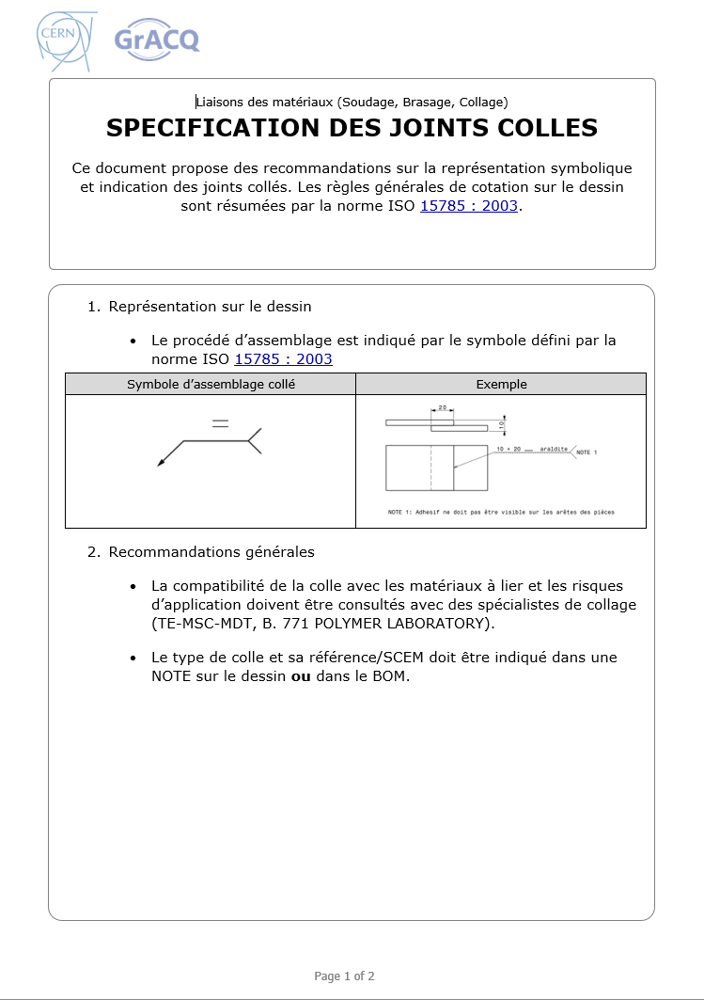 CERN
GrACQ
Liaisons des matériaux (Soudage, Brasage, Collage)
SPECIFICATION DES JOINTS COLLES
Ce document propose des recommandations sur la représentation symbolique
et indication des joints collés. Les règles générales de cotation sur le dessin
sont résumées par la norme ISO 15785 : 2003.
1. Représentation sur le dessin
• Le procédé d’assemblage est indiqué par le symbole défini par la
norme ISO 15785 : 2003
Symbole d’assemblage collé
Exemple
20
10
10 × 20 araldite
NOTE 1
NOTE 1: Adhesif ne doit pas être visible sur les arêtes des pièces
2. Recommandations générales
• La compatibilité de la colle avec les matériaux à lier et les risques
d’application doivent être consultés avec des spécialistes de collage
(TE-MSC-MDT, B. 771 POLYMER LABORATORY).
• Le type de colle et sa référence/SCEM doit être indiqué dans une
NOTE sur le dessin ou dans le BOM.
Page 1 of 2